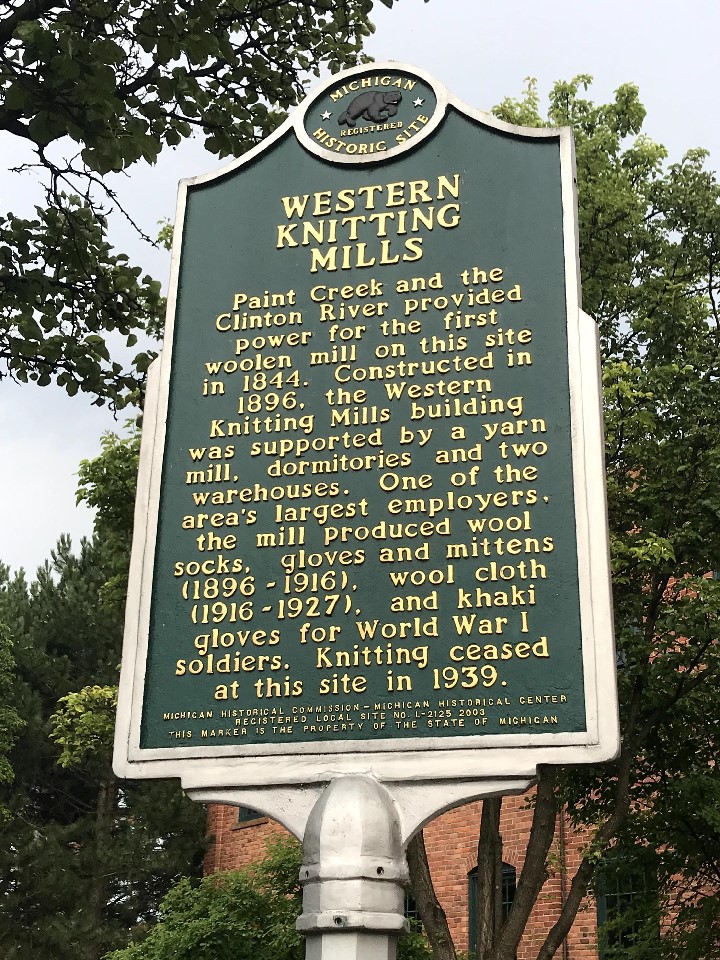 MICHIGAN
REGISTERED
HISTORIC SITE
WESTERN
KNITTING
MILLS
Paint Creek and the
Clinton River provided
power for the first
woolen mill on this site
in 1844. Constructed in
1896, the Western
Knitting Mills building
was supported by a yarn
mill, dormitories and two
warehouses. One of the
area's largest employers,
the mill produced wool
socks, gloves and mittens
(1896-1916), wool cloth
(1916-1927), and khaki
gloves for World War I
soldiers. Knitting ceased
at this site in 1939.
MICHIGAN HISTORICAL COMMISSION-MICHIGAN HISTORICAL CENTER
REGISTERED LOCAL SITE NO. L-2125 2003
THIS MARKER IS THE PROPERTY OF THE STATE OF MICHIGAN